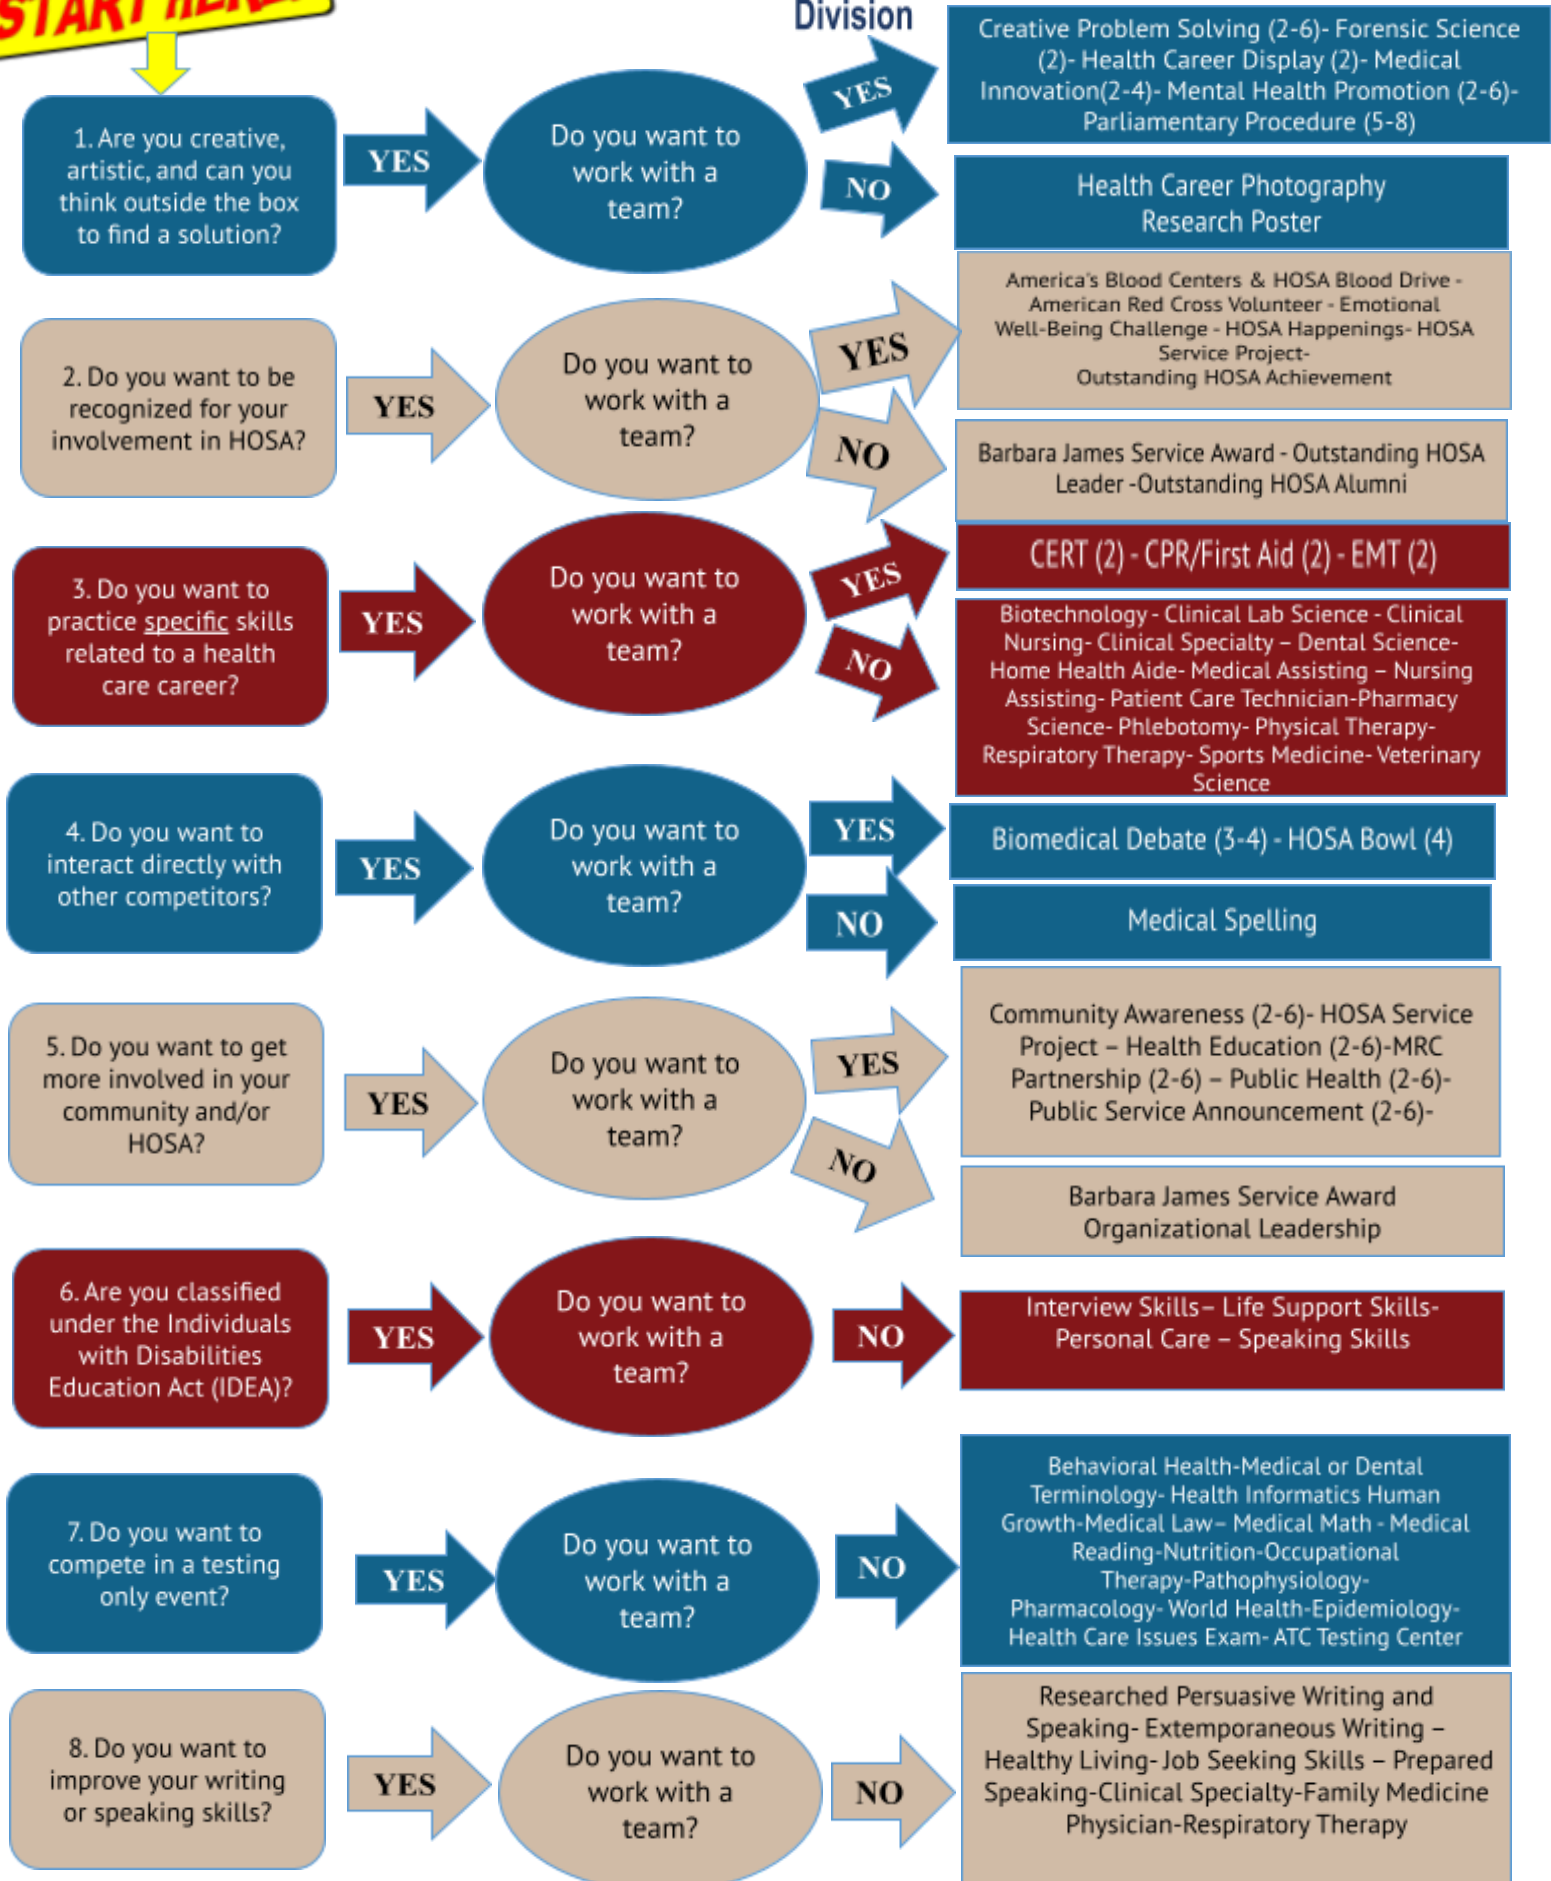 START HERE!
Division
1. Are you creative,
artistic, and can you
think outside the box
to find a solution?
YES
Do you want to
work with a
team?
YES
Creative Problem Solving (2-6)- Forensic Science
(2)- Health Career Display (2)- Medical
Innovation(2-4)- Mental Health Promotion (2-6)-
Parliamentary Procedure (5-8)
NO
Health Career Photography
Research Poster
2. Do you want to be
recognized for your
involvement in HOSA?
YES
Do you want to
work with a
team?
YES
America's Blood Centers & HOSA Blood Drive -
American Red Cross Volunteer - Emotional
Well-Being Challenge - HOSA Happenings- HOSA
Service Project-
Outstanding HOSA Achievement
NO
Barbara James Service Award - Outstanding HOSA
Leader -Outstanding HOSA Alumni
3. Do you want to
practice specific skills
related to a health
care career?
YES
Do you want to
work with a
team?
YES
CERT (2) - CPR/First Aid (2) - EMT (2)
NO
Biotechnology - Clinical Lab Science - Clinical
Nursing- Clinical Specialty – Dental Science-
Home Health Aide- Medical Assisting – Nursing
Assisting- Patient Care Technician-Pharmacy
Science- Phlebotomy- Physical Therapy-
Respiratory Therapy- Sports Medicine- Veterinary
Science
4. Do you want to
interact directly with
other competitors?
YES
Do you want to
work with a
team?
YES
Biomedical Debate (3-4) - HOSA Bowl (4)
NO
Medical Spelling
5. Do you want to get
more involved in your
community and/or
HOSA?
YES
Do you want to
work with a
team?
YES
Community Awareness (2-6)- HOSA Service
Project – Health Education (2-6)-MRC
Partnership (2-6) – Public Health (2-6)-
Public Service Announcement (2-6)-
NO
Barbara James Service Award
Organizational Leadership
6. Are you classified
under the Individuals
with Disabilities
Education Act (IDEA)?
YES
Do you want to
work with a
team?
NO
Interview Skills– Life Support Skills-
Personal Care – Speaking Skills
7. Do you want to
compete in a testing
only event?
YES
Do you want to
work with a
team?
NO
Behavioral Health-Medical or Dental
Terminology- Health Informatics Human
Growth-Medical Law– Medical Math - Medical
Reading-Nutrition-Occupational
Therapy-Pathophysiology-
Pharmacology- World Health-Epidemiology-
Health Care Issues Exam- ATC Testing Center
8. Do you want to
improve your writing
or speaking skills?
YES
Do you want to
work with a
team?
NO
Researched Persuasive Writing and
Speaking- Extemporaneous Writing –
Healthy Living- Job Seeking Skills – Prepared
Speaking-Clinical Specialty-Family Medicine
Physician-Respiratory Therapy